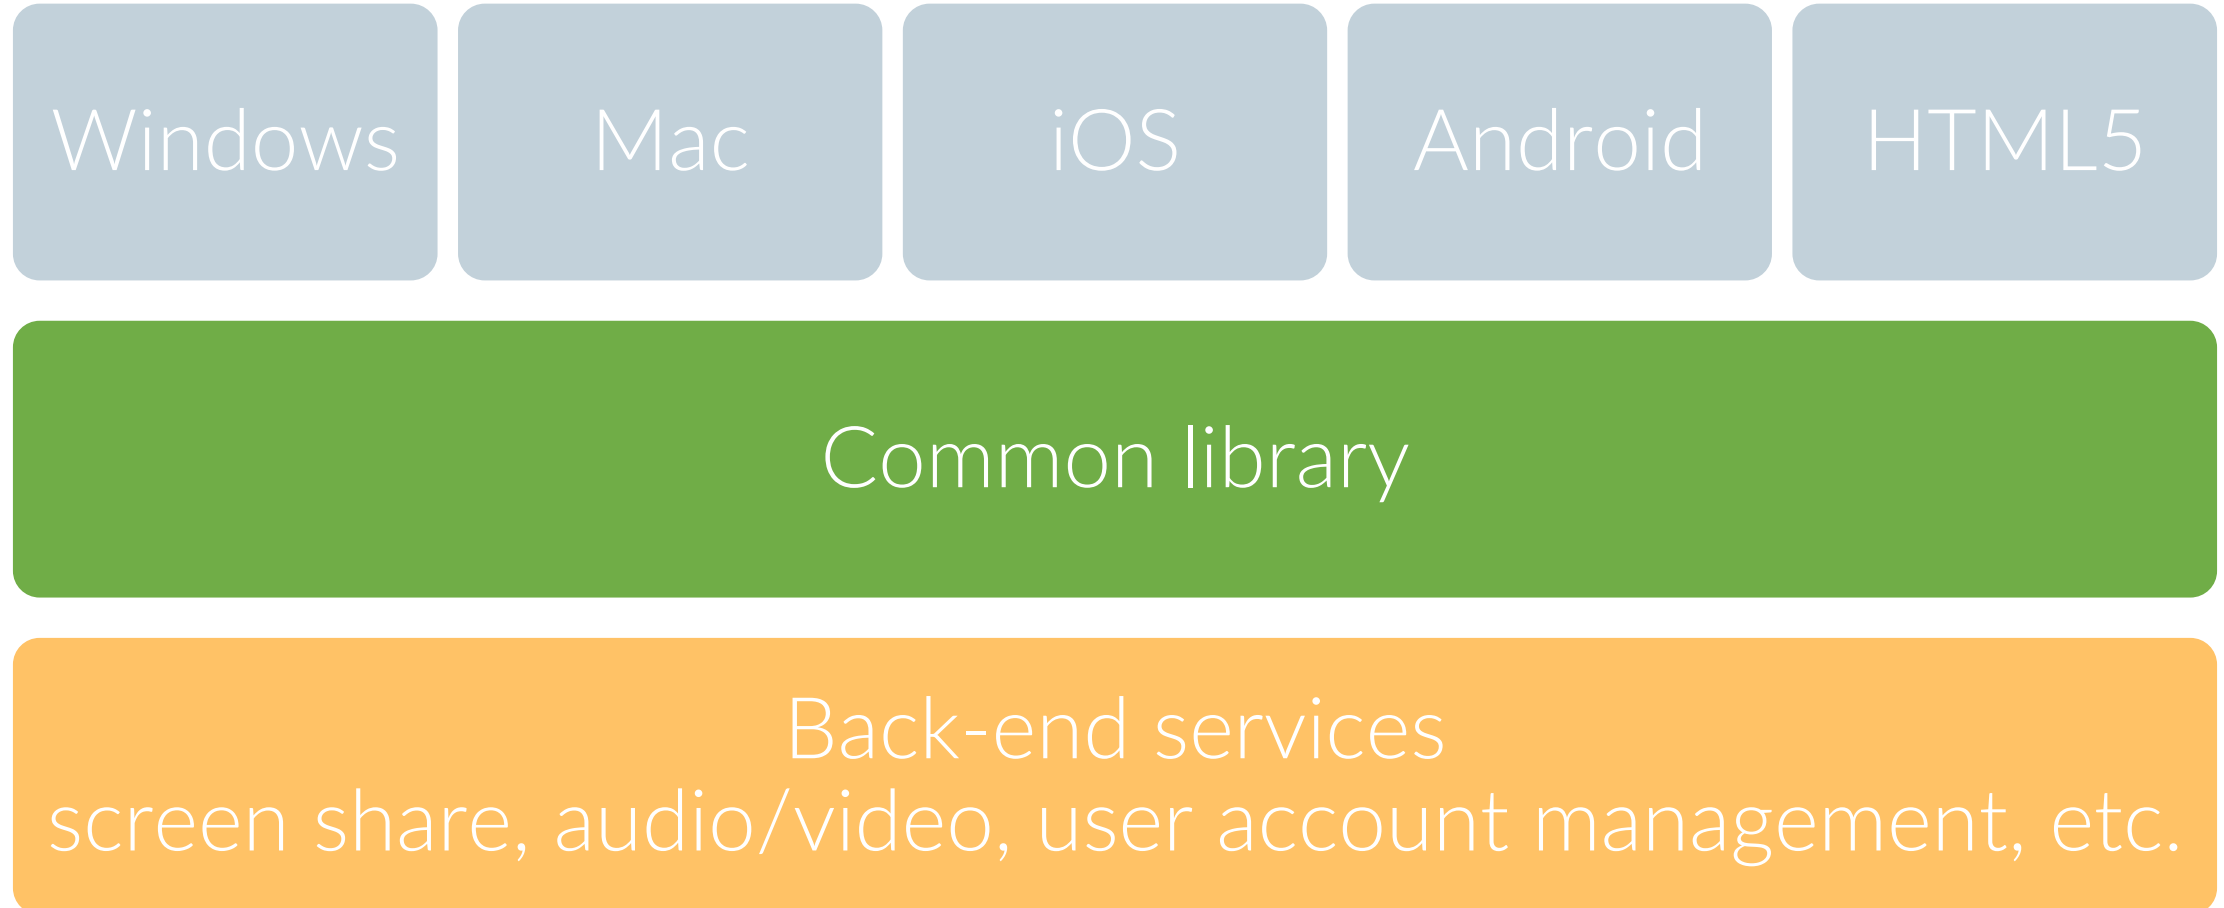 Windows
Mac
iOS
Android
HTML5
Common library
Back-end services
screen share, audio/video, user account management, etc.